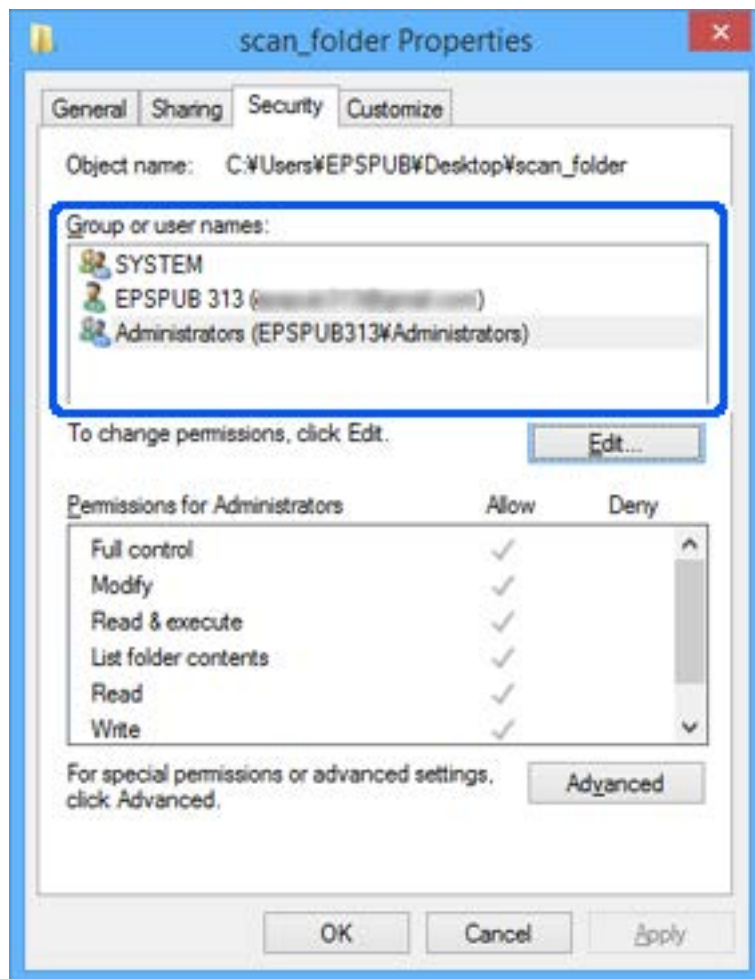 scan_folder Properties
General Sharing Security Customize
Object name: C:¥Users¥EPSPUB¥Desktop¥scan_folder
Group or user names:
SYSTEM
EPSPUB 313 ( )
Administrators (EPSPUB313¥Administrators)
To change permissions, click Edit.
Edit...
Permissions for Administrators Allow Deny
Full control
Modify
Read & execute
List folder contents
Read
Write
For special permissions or advanced settings,
click Advanced.
Advanced
OK Cancel Apply